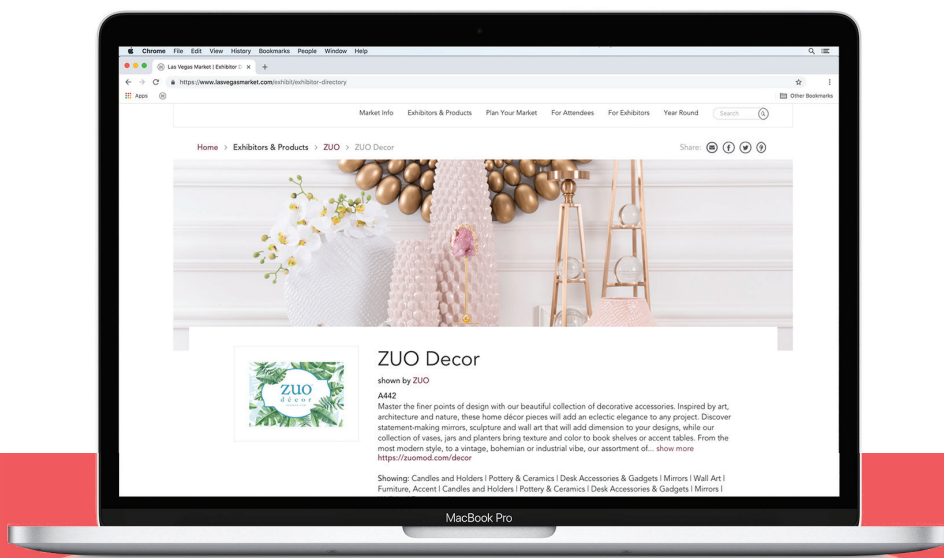 Chrome File Edit View History Bookmarks People Window Help
Las Vegas Market | Exhibitor D × +
https://www.lasvegasmarket.com/exhibit/exhibitor-directery
Apps Other Bookmarks
Market Info Exhibitors & Products Plan Your Market For Attendees For Exhibitors Year Round Search
Home > Exhibitors & Products > ZUO > ZUO Decor Share:
zuo
décor
ZUO Decor
shown by ZUO
A442
Master the finer points of design with our beautiful collection of decorative accessories. Inspired by art,
architecture and nature, these home décor pieces will add an eclectic elegance to any project. Discover
statement-making mirrors, sculpture and wall art that will add dimension to your designs, while our
collection of vases, jars and planters bring texture and color to book shelves or accent tables. From the
most modern style, to a vintage, bohemian or industrial vibe, our assortment of... show more
https://zuomod.com/decor
Showing: Candles and Holders | Pottery & Ceramics | Desk Accessories & Gadgets | Mirrors | Wall Art |
Furniture, Accent | Candles and Holders | Pottery & Ceramics | Desk Accessories & Gadgets | Mirrors |
MacBook Pro